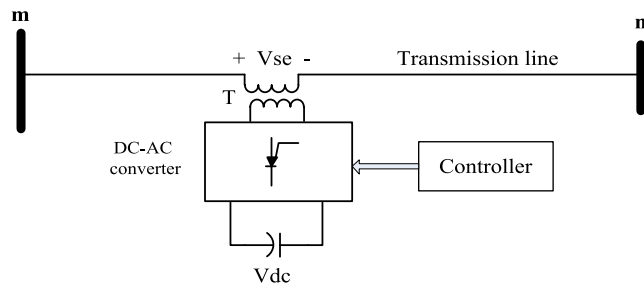 m
n
+ Vse -
Transmission line
T
DC-AC
converter
Controller
Vdc